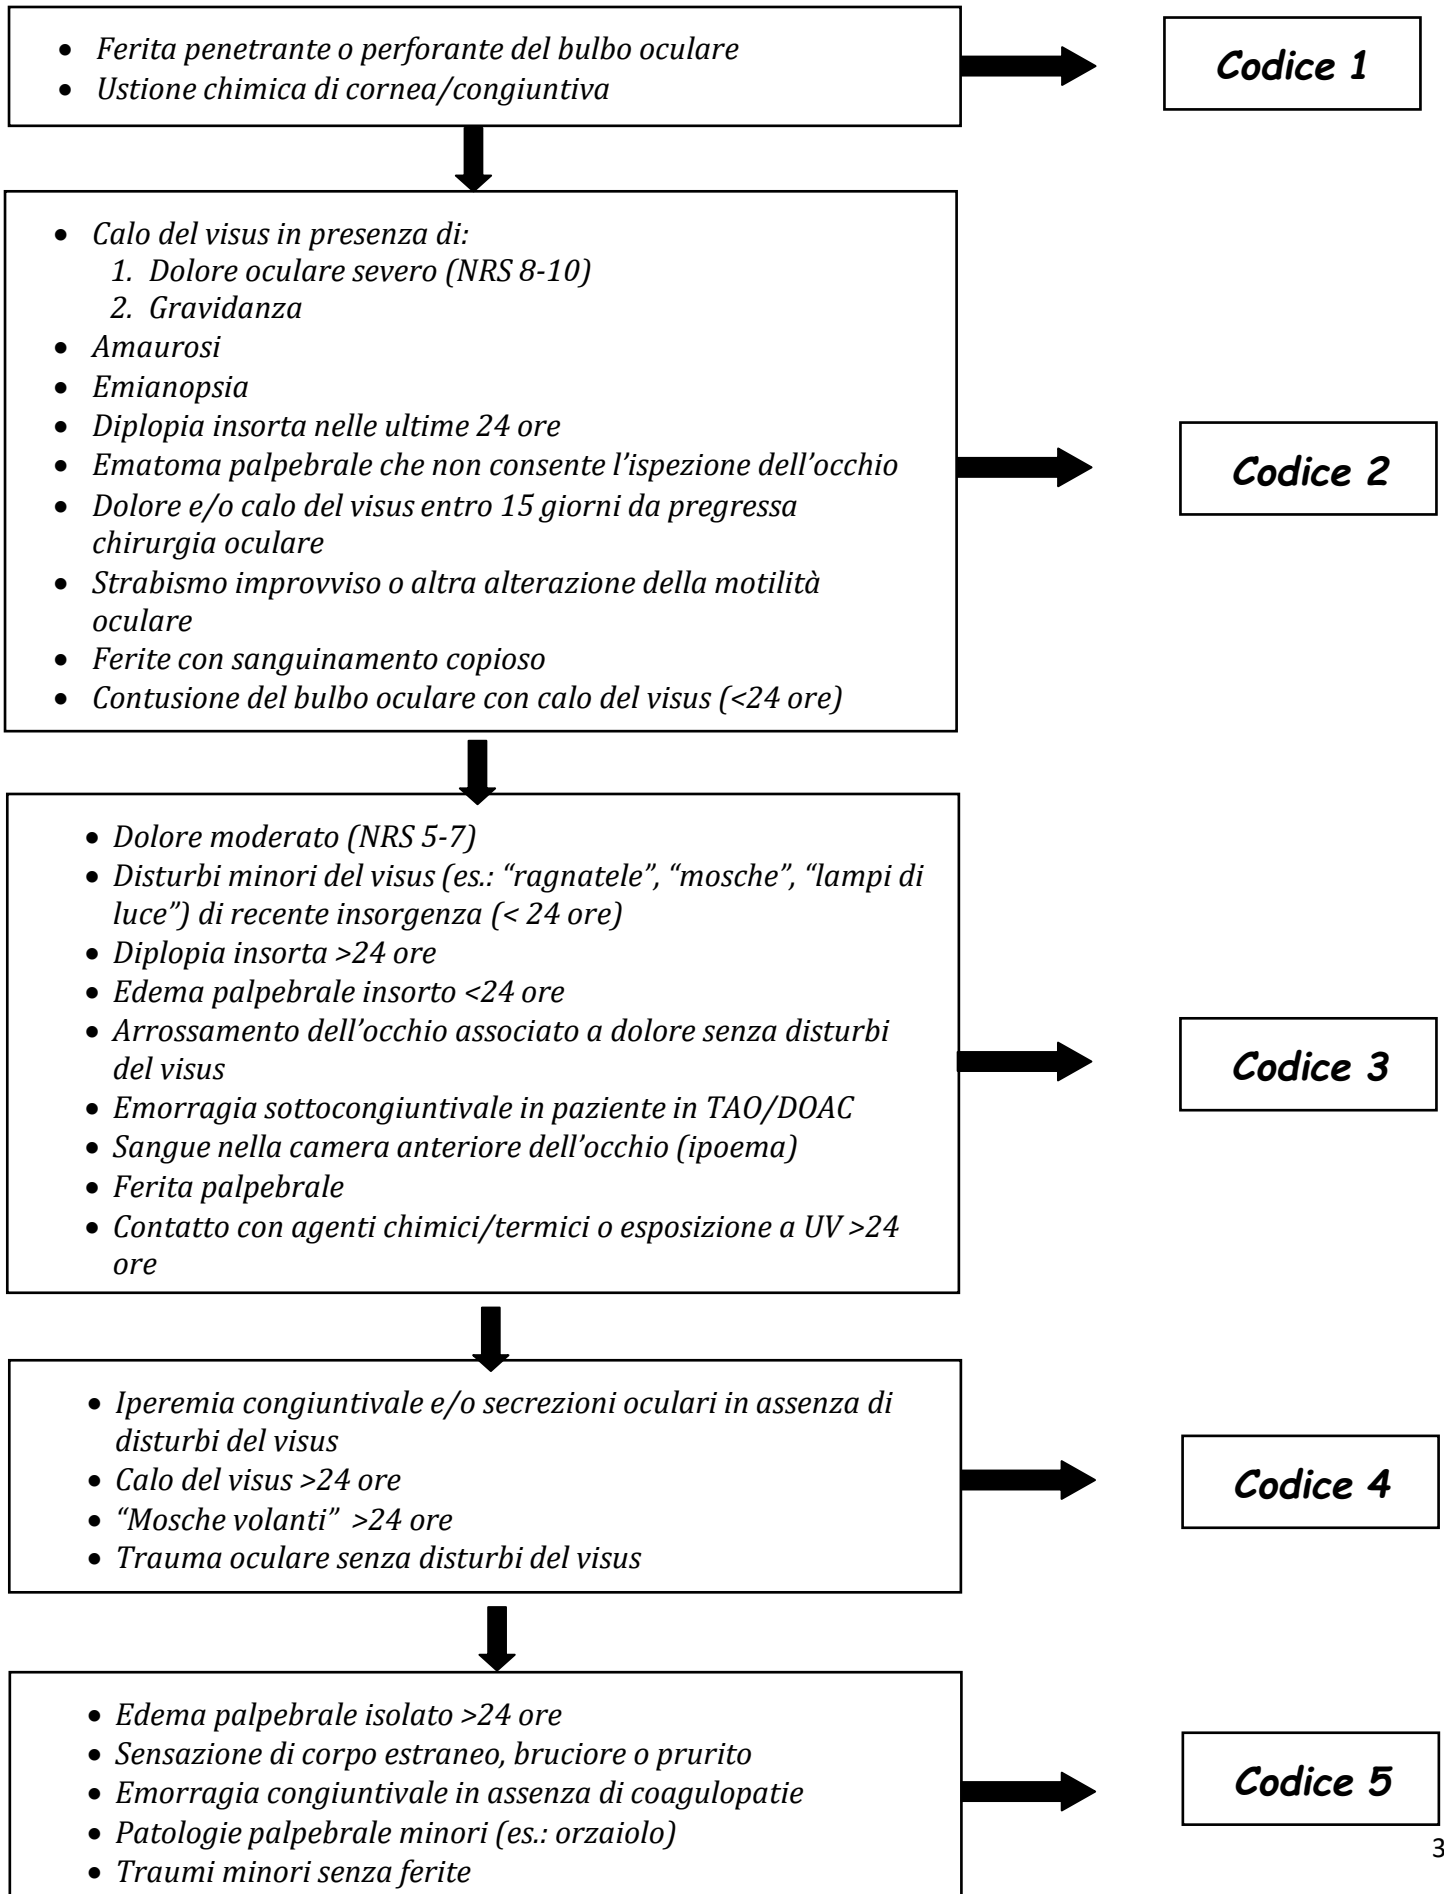 • Ferita penetrante o perforante del bulbo oculare
• Ustione chimica di cornea/congiuntiva
Codice 1
• Calo del visus in presenza di:
1. Dolore oculare severo (NRS 8-10)
2. Gravidanza
• Amaurosi
• Emianopsia
• Diplopia insorta nelle ultime 24 ore
• Ematoma palpebrale che non consente l’ispezione dell’occhio
• Dolore e/o calo del visus entro 15 giorni da pregressa
chirurgia oculare
• Strabismo improvviso o altra alterazione della motilità
oculare
• Ferite con sanguinamento copioso
• Contusione del bulbo oculare con calo del visus (<24 ore)
Codice 2
• Dolore moderato (NRS 5-7)
• Disturbi minori del visus (es.: “ragnatele”, “mosche”, “lampi di
luce”) di recente insorgenza (< 24 ore)
• Diplopia insorta >24 ore
• Edema palpebrale insorto <24 ore
• Arrossamento dell’occhio associato a dolore senza disturbi
del visus
• Emorragia sottocongiuntivale in paziente in TAO/DOAC
• Sangue nella camera anteriore dell’occhio (ipoema)
• Ferita palpebrale
• Contatto con agenti chimici/termici o esposizione a UV >24
ore
Codice 3
• Iperemia congiuntivale e/o secrezioni oculari in assenza di
disturbi del visus
• Calo del visus >24 ore
• “Mosche volanti” >24 ore
• Trauma oculare senza disturbi del visus
Codice 4
• Edema palpebrale isolato >24 ore
• Sensazione di corpo estraneo, bruciore o prurito
• Emorragia congiuntivale in assenza di coagulopatie
• Patologie palpebrale minori (es.: orzaiolo)
• Traumi minori senza ferite
Codice 5
3